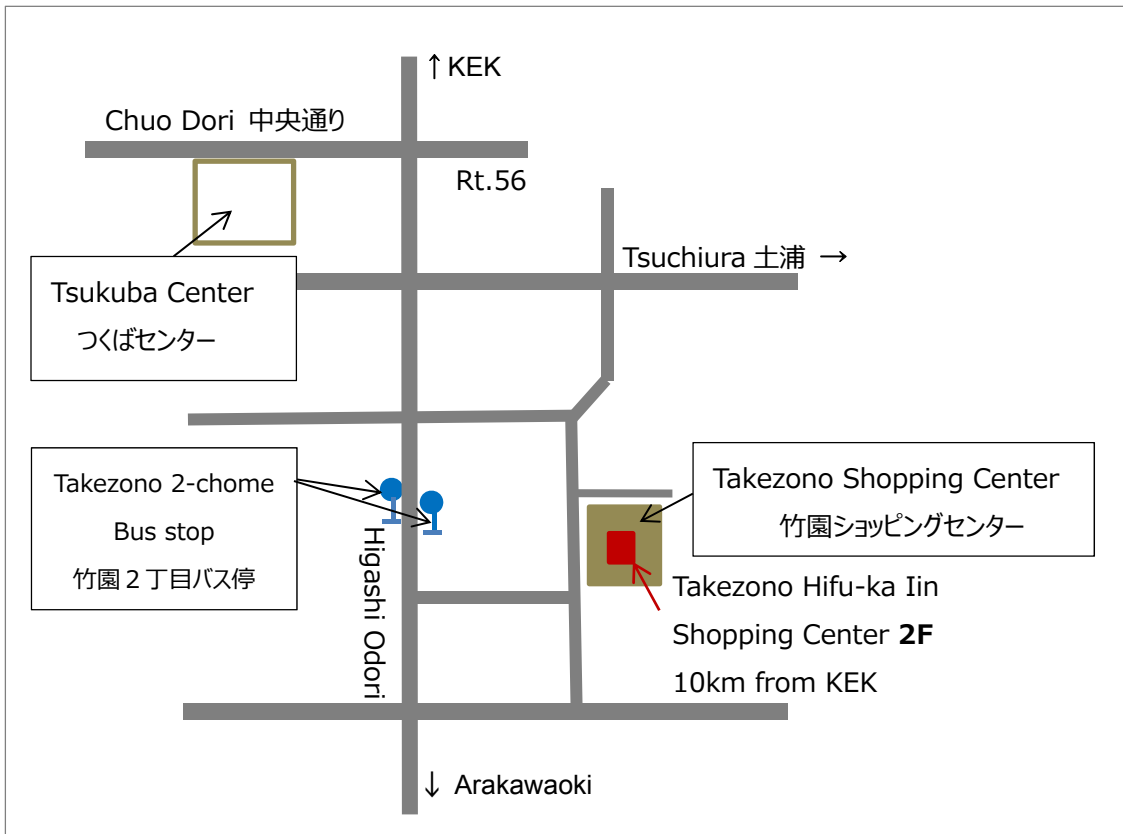 ↑ KEK
Chuo Dori 中央通り
Rt.56
Tsuchiura 土浦 →
Tsukuba Center
つくばセンター
Takezono 2-chome
Bus stop
竹園２丁目バス停
Higashi Odori
Takezono Shopping Center
竹園ショッピングセンター
Takezono Hifu-ka Iin
Shopping Center 2F
10km from KEK
↓ Arakawaoki